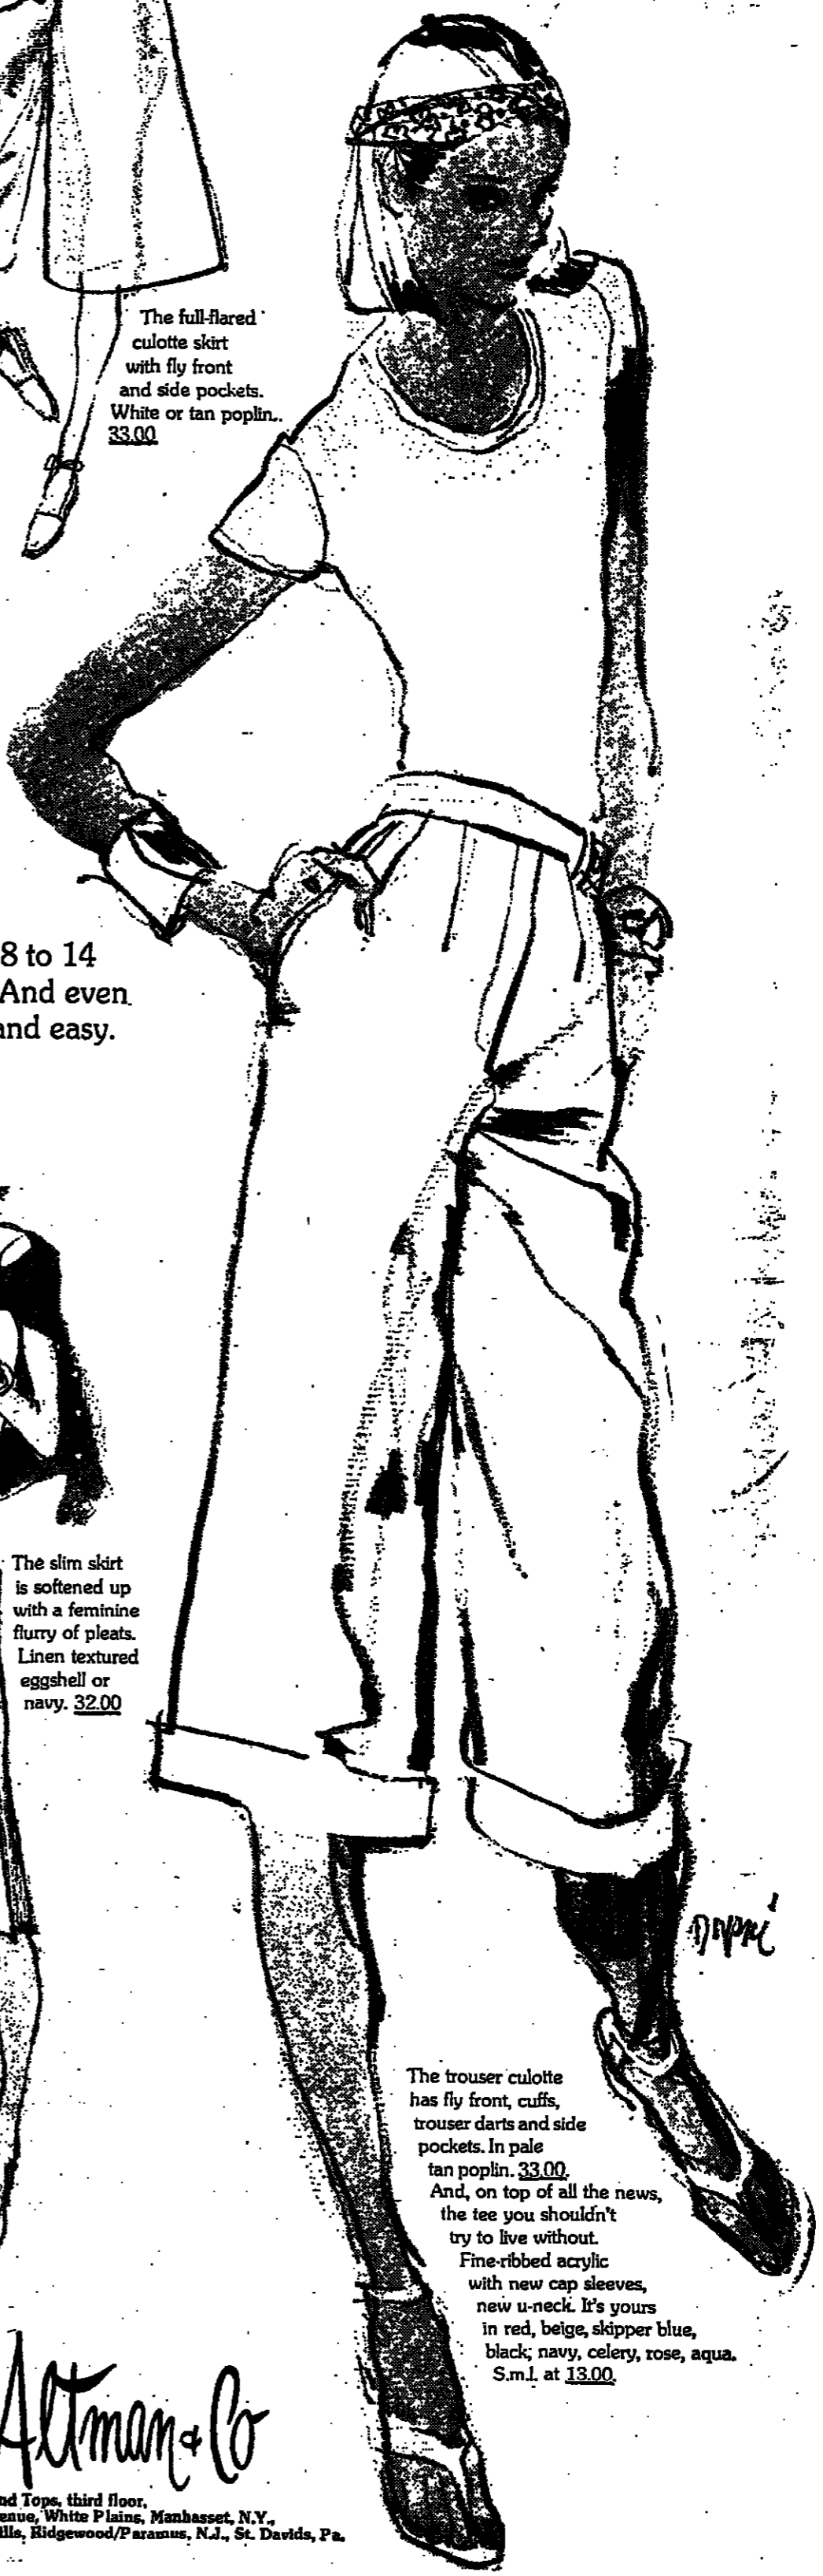 The full-flared
culotte skirt
with fly front
and side pockets.
White or tan poplin.
33.00
8 to 14
And even
and easy.
The slim skirt
is softened up
with a feminine
flurry of pleats.
Linen textured
eggshell or
navy. 32.00
The trouser culotte
has fly front, cuffs,
trouser darts and side
pockets. In pale
tan poplin. 33.00.
And, on top of all the news,
the tee you shouldn't
try to live without.
Fine-ribbed acrylic
with new cap sleeves,
new u-neck. It's yours
in red, beige, skipper blue,
black, navy, celery, rose, aqua.
S.m.l. at 13.00.
Altman & Co
nd Tops, third floor,
enue, White Plains, Manhasset, N.Y.,
ills, Ridgewood/Paramus, N.J., St. Davids, Pa.